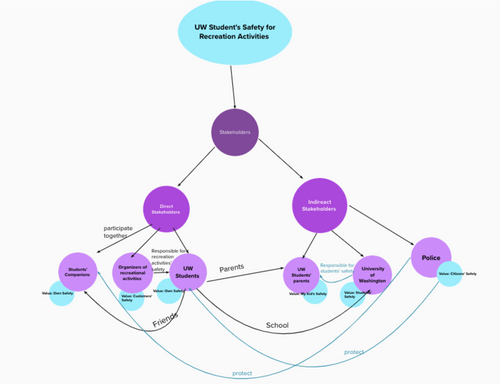 UW Student's Safety for
Recreation Activities
Stakeholders
Direct
Stakeholders
Indireact
Stakeholders
participate
together
Students'
Companions
Value: Own Safety
Organizers of
recreational
activities
Value: Customers'
Safety
Responsible for
recreation
activities'
safety
UW
Students
Value: Own Safety
Parents
UW
Students'
parents
Value: My Kid's Safety
Responsible for
students' safety
University
of
Washington
Value:
Safety
Police
Value: Citizens' Safety
Friends
School
protect
protect